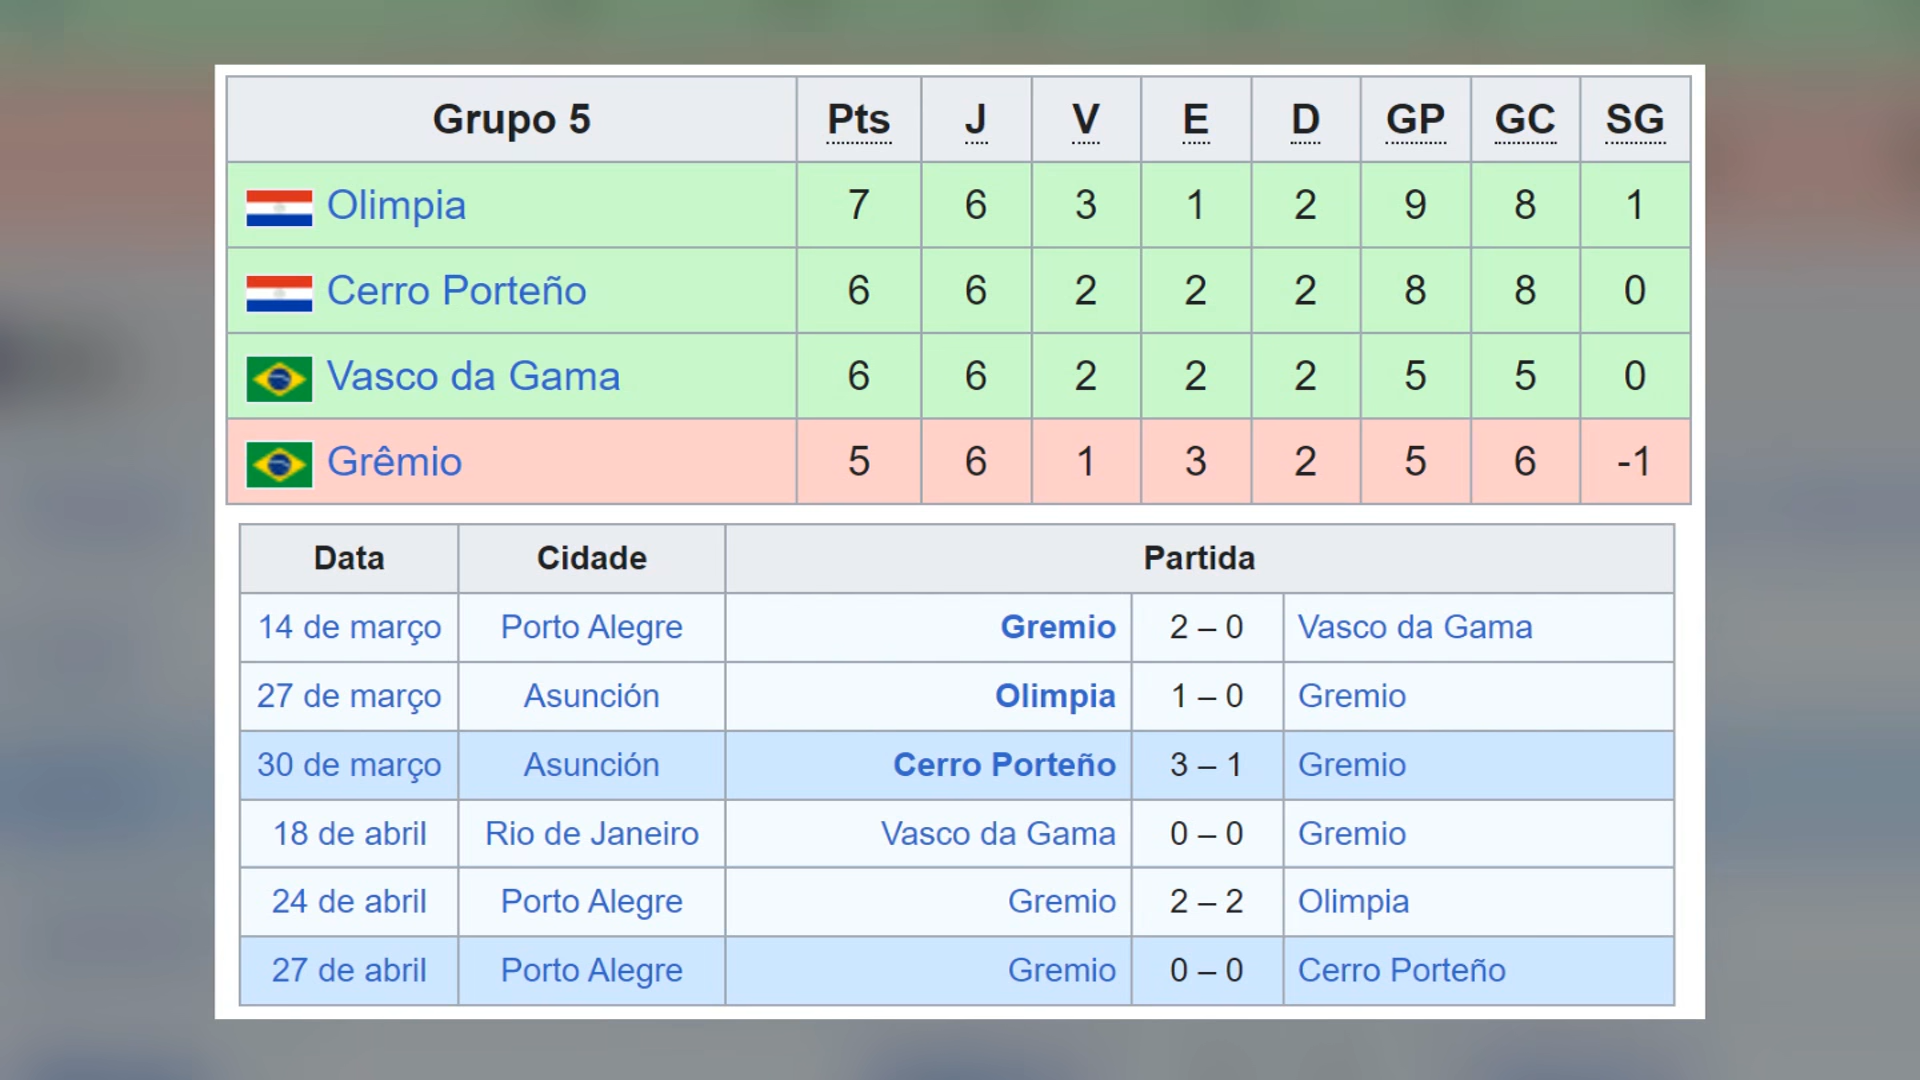 Grupo 5 Pts J V E D GP GC SG
Olimpia 7 6 3 1 2 9 8 1
Cerro Porteño 6 6 2 2 2 8 8 0
Vasco da Gama 6 6 2 2 2 5 5 0
Grêmio 5 6 1 3 2 5 6 -1
Data Cidade Partida
14 de março Porto Alegre Gremio 2 – 0 Vasco da Gama
27 de março Asunción Olimpia 1 – 0 Gremio
30 de março Asunción Cerro Porteño 3 – 1 Gremio
18 de abril Rio de Janeiro Vasco da Gama 0 – 0 Gremio
24 de abril Porto Alegre Gremio 2 – 2 Olimpia
27 de abril Porto Alegre Gremio 0 – 0 Cerro Porteño